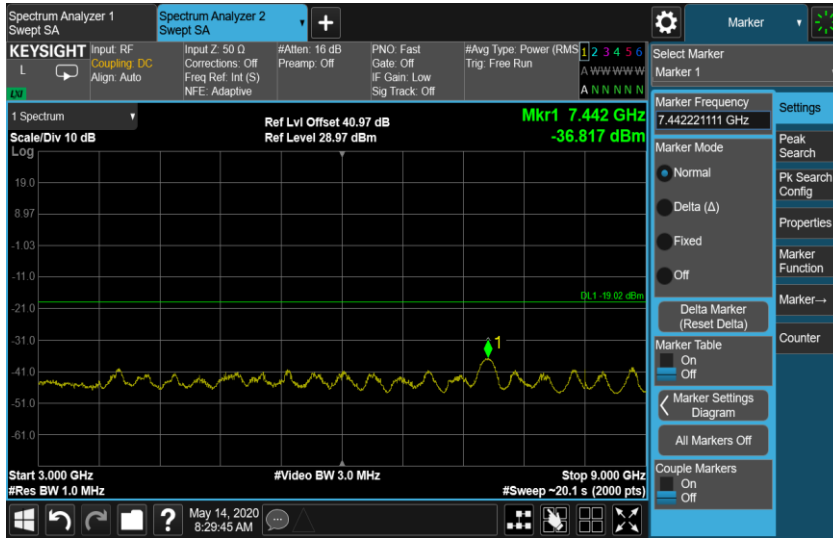 Spectrum Analyzer 1
Swept SA
Spectrum Analyzer 2
Swept SA
Marker
KEYSIGHT
L
LXI
Input: RF
Coupling: DC
Align: Auto
Input Z: 50 Ω
Corrections: Off
Freq Ref: Int (S)
NFE: Adaptive
#Atten: 16 dB
Preamp: Off
PNO: Fast
Gate: Off
IF Gain: Low
Sig Track: Off
#Avg Type: Power (RMS
Trig: Free Run
1 2 3 4 5 6
A W W W W W
A N N N N N
Select Marker
Marker 1
1 Spectrum
Scale/Div 10 dB
Log
Ref Lvl Offset 40.97 dB
Ref Level 28.97 dBm
Mkr1 7.442 GHz
-36.817 dBm
19.0
8.97
-1.03
-11.0
-21.0
-31.0
-41.0
-51.0
-61.0
DL1 -19.02 dBm
1
Start 3.000 GHz
#Res BW 1.0 MHz
#Video BW 3.0 MHz
Stop 9.000 GHz
#Sweep ~20.1 s (2000 pts)
Marker Frequency
7.442221111 GHz
Marker Mode
Normal
Delta (Δ)
Fixed
Off
Delta Marker
(Reset Delta)
Marker Table
On
Off
Marker Settings
Diagram
All Markers Off
Couple Markers
On
Off
Settings
Peak
Search
Pk Search
Config
Properties
Marker
Function
Marker→
Counter
?
May 14, 2020
8:29:45 AM